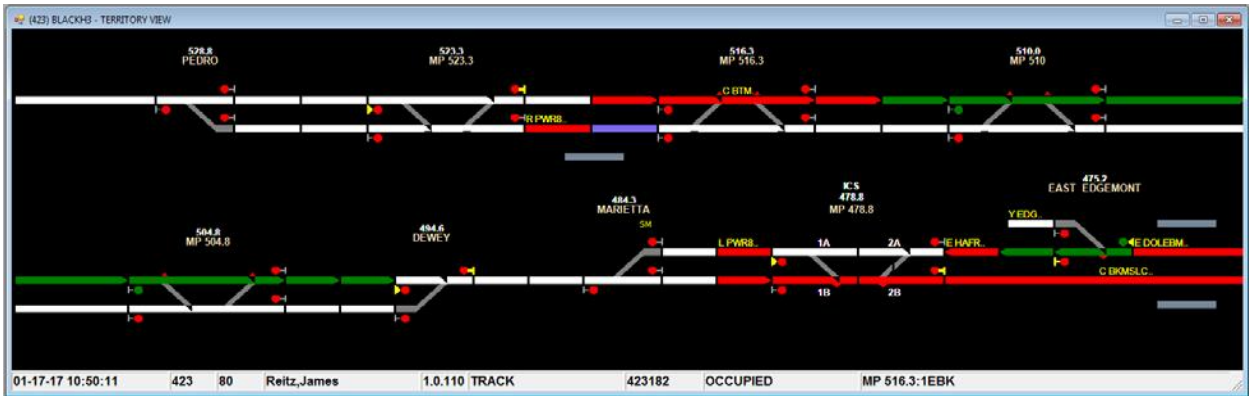 (423) BLACKH3 - TERRITORY VIEW
528.8
PEDRO
523.3
MP 523.3
516.3
MP 516.3
510.0
MP 510
C BTM..
R PWR8..
504.8
MP 504.8
494.6
DEWEY
484.3
MARIETTA
SM
ICS
478.8
MP 478.8
475.2
EAST EDGEMONT
Y EDG..
L PWR8..
1A
2A
E HAFR..
E DOLEBM..
C BKMSLC..
1B
2B
01-17-17 10:50:11
423
80
Reitz,James
1.0.110
TRACK
423182
OCCUPIED
MP 516.3:1EBK